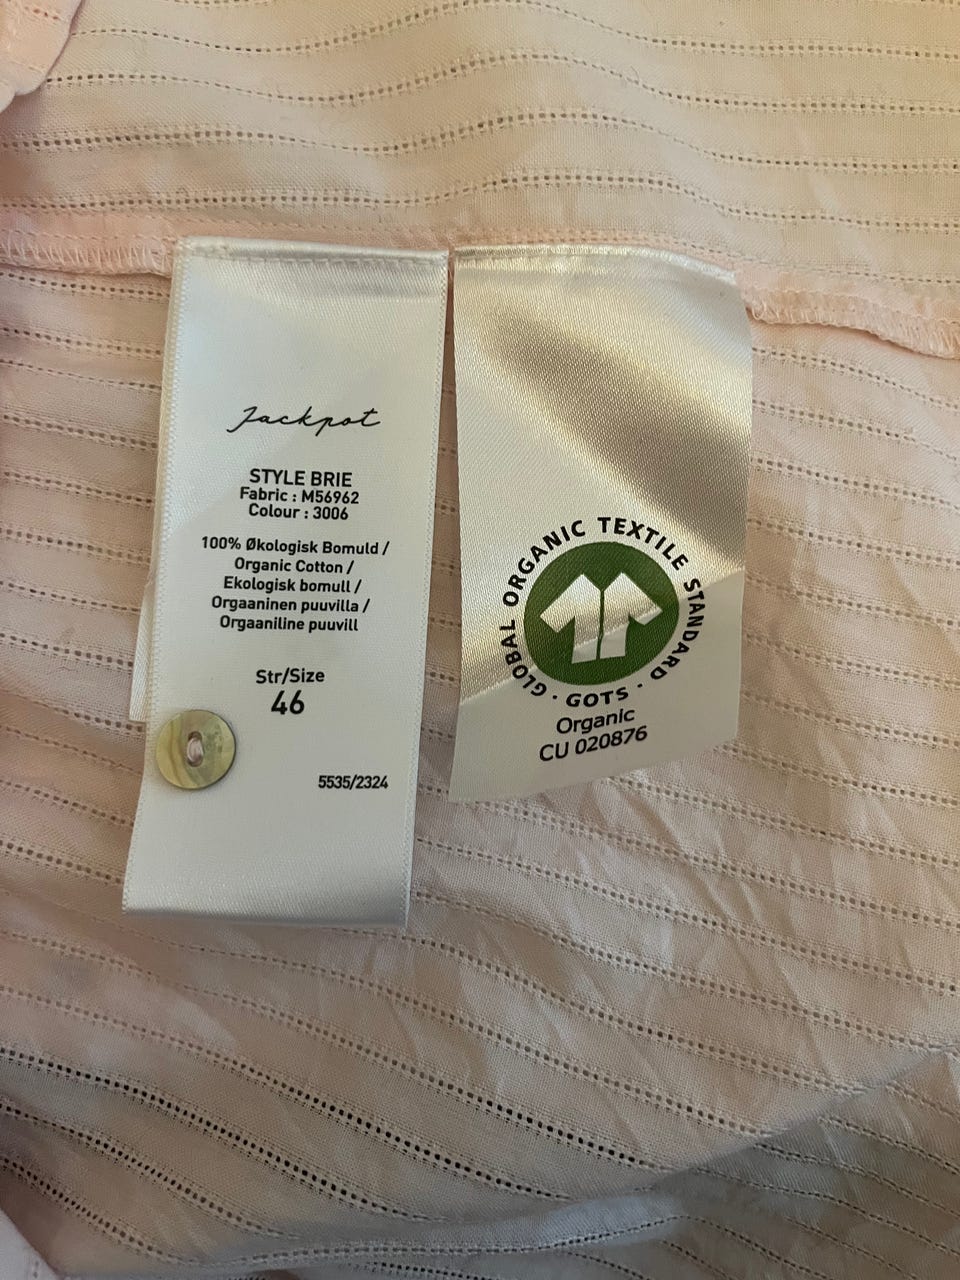 Jackpot
STYLE BRIE
Fabric : M56962
Colour : 3006
100% Økologisk Bomuld /
Organic Cotton /
Ekologisk bomull /
Orgaaninen puuvilla /
Orgaaniline puuvill
Str/Size
46
5535/2324
GLOBAL ORGANIC TEXTILE STANDARD
· GOTS ·
Organic
CU 020876